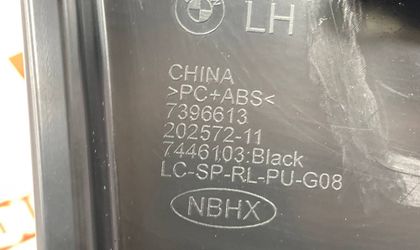 LH
CHINA
>PC+ABS<
7396613
202572-11
7446103:Black
LC-SP-RL-PU-G08
NBHX